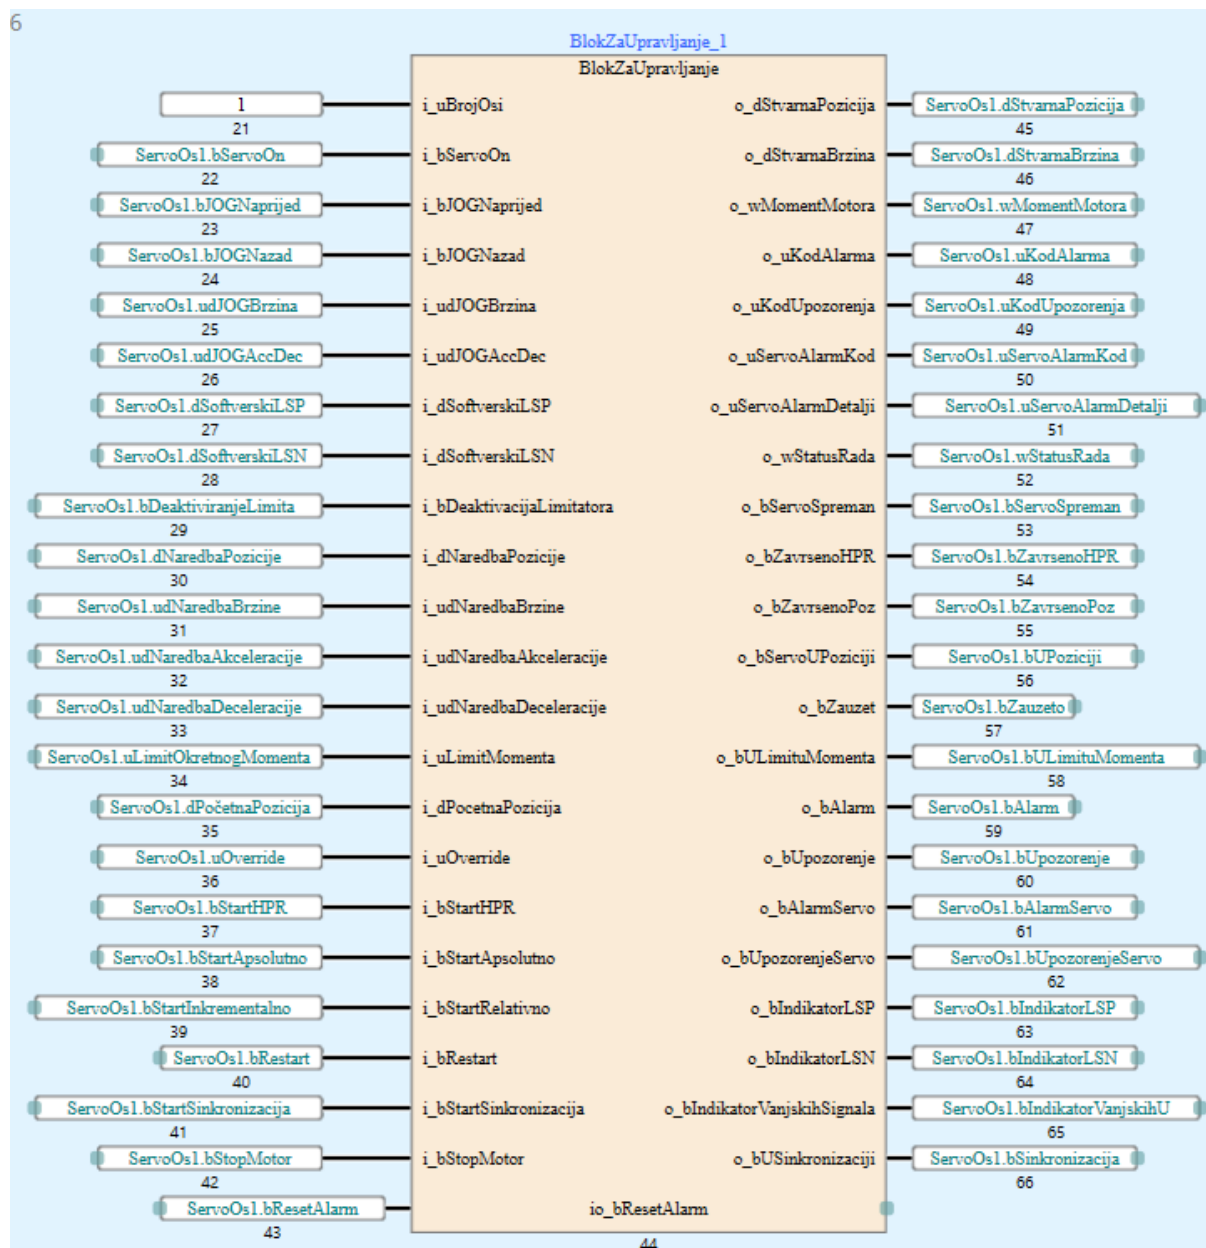 6
BlokZaUpravljanje_1
BlokZaUpravljanje
1 i_uBrojOsi o_dStvarnaPozicija ServoOs1.dStvarnaPozicija
21 45
ServoOs1.bServoOn i_bServoOn o_dStvarnaBrzina ServoOs1.dStvarnaBrzina
22 46
ServoOs1.bJOGNaprijed i_bJOGNaprijed o_wMomentMotora ServoOs1.wMomentMotora
23 47
ServoOs1.bJOGNazad i_bJOGNazad o_uKodAlarma ServoOs1.uKodAlarma
24 48
ServoOs1.udJOGBrzina i_udJOGBrzina o_uKodUpozorenja ServoOs1.uKodUpozorenja
25 49
ServoOs1.udJOGAccDec i_udJOGAccDec o_uServoAlarmKod ServoOs1.uServoAlarmKod
26 50
ServoOs1.dSoftverskiLSP i_dSoftverskiLSP o_uServoAlarmDetalji ServoOs1.uServoAlarmDetalji
27 51
ServoOs1.dSoftverskiLSN i_dSoftverskiLSN o_wStatusRada ServoOs1.wStatusRada
28 52
ServoOs1.bDeaktiviranjeLimita i_bDeaktivacijaLimitatora o_bServoSpreman ServoOs1.bServoSpreman
29 53
ServoOs1.dNaredbaPozicije i_dNaredbaPozicije o_bZavrsenoHPR ServoOs1.bZavrsenoHPR
30 54
ServoOs1.udNaredbaBrzine i_udNaredbaBrzine o_bZavrsenoPoz ServoOs1.bZavrsenoPoz
31 55
ServoOs1.udNaredbaAkceleracije i_udNaredbaAkceleracije o_bServoUPoziciji ServoOs1.bUPoziciji
32 56
ServoOs1.udNaredbaDeceleracije i_udNaredbaDeceleracije o_bZauzet ServoOs1.bZauzeto
33 57
ServoOs1.uLimitOkretnogMomenta i_uLimitMomenta o_bULimituMomenta ServoOs1.bULimituMomenta
34 58
ServoOs1.dPočetnaPozicija i_dPocetnaPozicija o_bAlarm ServoOs1.bAlarm
35 59
ServoOs1.uOverride i_uOverride o_bUpozorenje ServoOs1.bUpozorenje
36 60
ServoOs1.bStartHPR i_bStartHPR o_bAlarmServo ServoOs1.bAlarmServo
37 61
ServoOs1.bStartApsolutno i_bStartApsolutno o_bUpozorenjeServo ServoOs1.bUpozorenjeServo
38 62
ServoOs1.bStartInkrementalno i_bStartRelativno o_bIndikatorLSP ServoOs1.bIndikatorLSP
39 63
ServoOs1.bRestart i_bRestart o_bIndikatorLSN ServoOs1.bIndikatorLSN
40 64
ServoOs1.bStartSinkronizacija i_bStartSinkronizacija o_bIndikatorVanjskihSignala ServoOs1.bIndikatorVanjskihU
41 65
ServoOs1.bStopMotor i_bStopMotor o_bUSinkronizaciji ServoOs1.bSinkronizacija
42 66
ServoOs1.bResetAlarm io_bResetAlarm
43 44